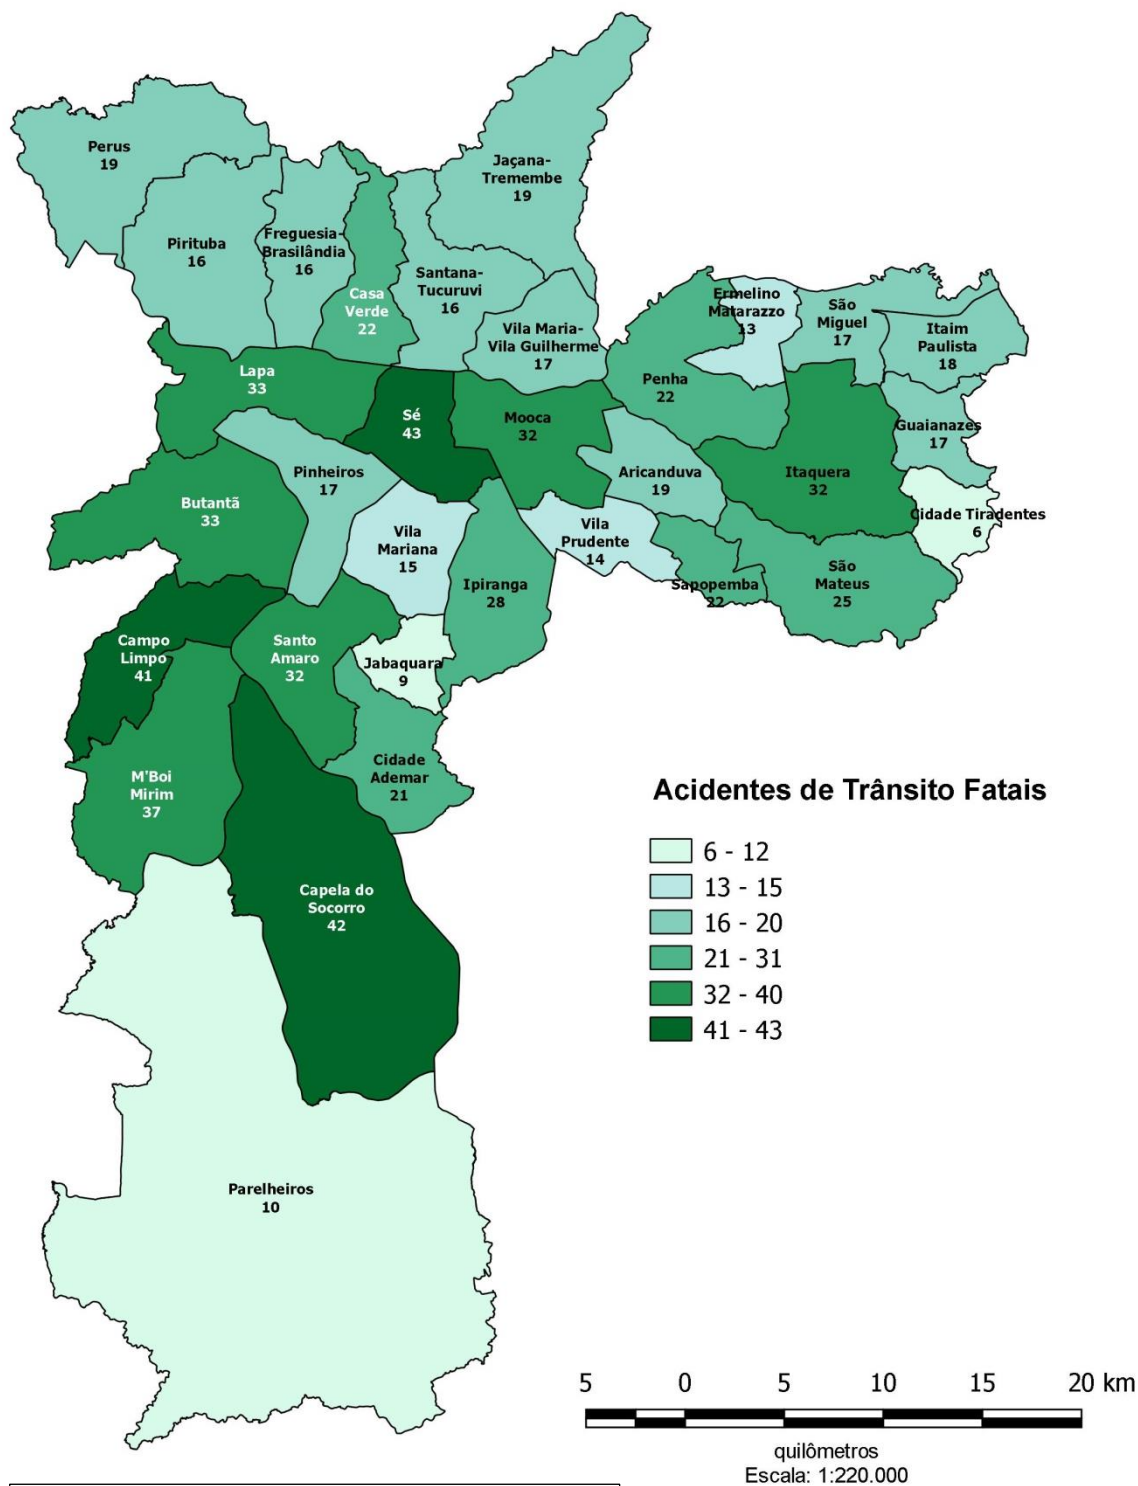 Perus
19
Jaçana-
Tremembe
19
Pirituba
16
Freguesia-
Brasilândia
16
Casa
Verde
22
Santana-
Tucuruvi
16
Vila Maria-
Vila Guilherme
17
Ermelino
Matarazzo
13
São
Miguel
17
Itaim
Paulista
18
Lapa
33
Sé
43
Mooca
32
Penha
22
Guaianazes
17
Pinheiros
17
Aricanduva
19
Itaquera
32
Butantã
33
Cidade Tiradentes
6
Vila
Mariana
15
Vila
Prudente
14
Ipiranga
28
Sapopemba
22
São
Mateus
25
Campo
Limpo
41
Santo
Amaro
32
Jabaquara
9
M'Boi
Mirim
37
Cidade
Ademar
21
Capela do
Socorro
42
Parelheiros
10
Acidentes de Trânsito Fatais
6 - 12
13 - 15
16 - 20
21 - 31
32 - 40
41 - 43
5 0 5 10 15 20 km
quilômetros
Escala: 1:220.000